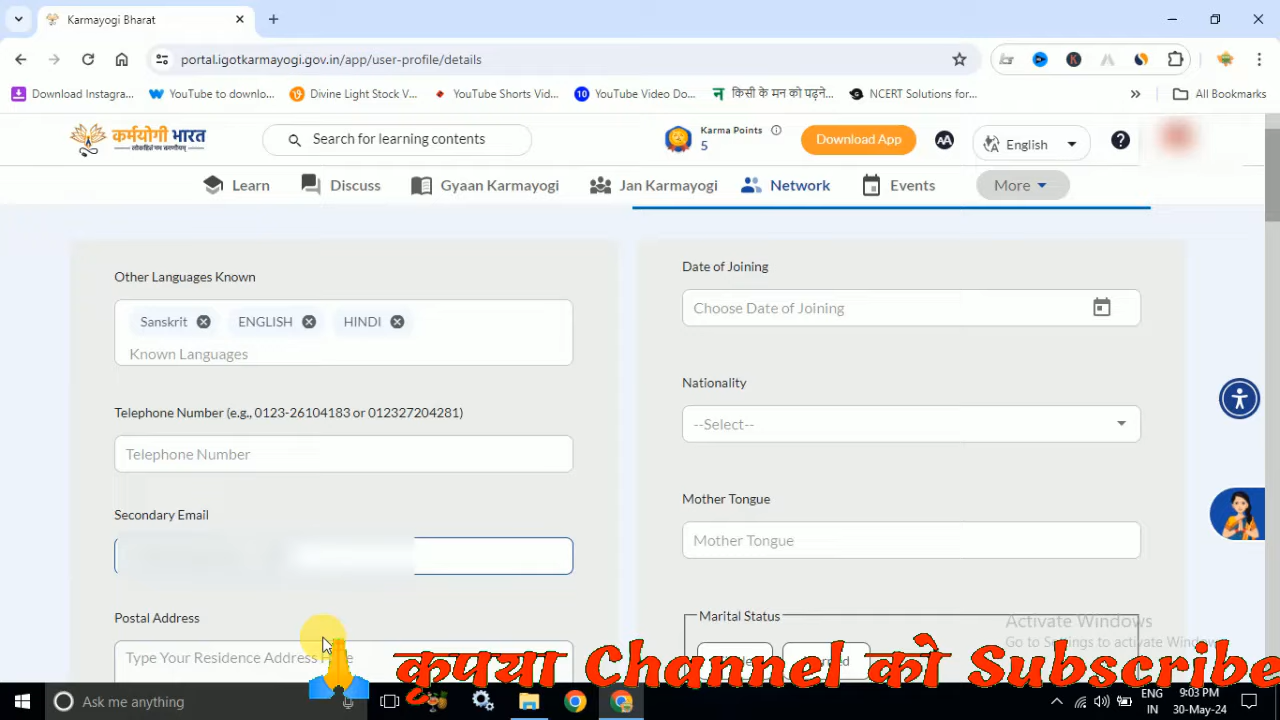 Karmayogi Bharat
portal.igotkarmayogi.gov.in/app/user-profile/details
Download Instagra... YouTube to downlo... Divine Light Stock V... YouTube Shorts Vid... YouTube Video Do... किसी के मन को पढ़ने... NCERT Solutions for... All Bookmarks
कर्मयोगी भारत
Search for learning contents
Karma Points
5
Download App
AA
English
Learn Discuss Gyaan Karmayogi Jan Karmayogi Network Events More
Other Languages Known
Sanskrit ENGLISH HINDI
Known Languages
Telephone Number (e.g., 0123-26104183 or 012327204281)
Telephone Number
Secondary Email
Postal Address
Type Your Residence Address
Date of Joining
Choose Date of Joining
Nationality
--Select--
Mother Tongue
Mother Tongue
Marital Status
Activate Windows
Go to Settings to activate Windows.
कृपया Channel को Subscribe
Ask me anything
ENG
IN
9:03 PM
30-May-24